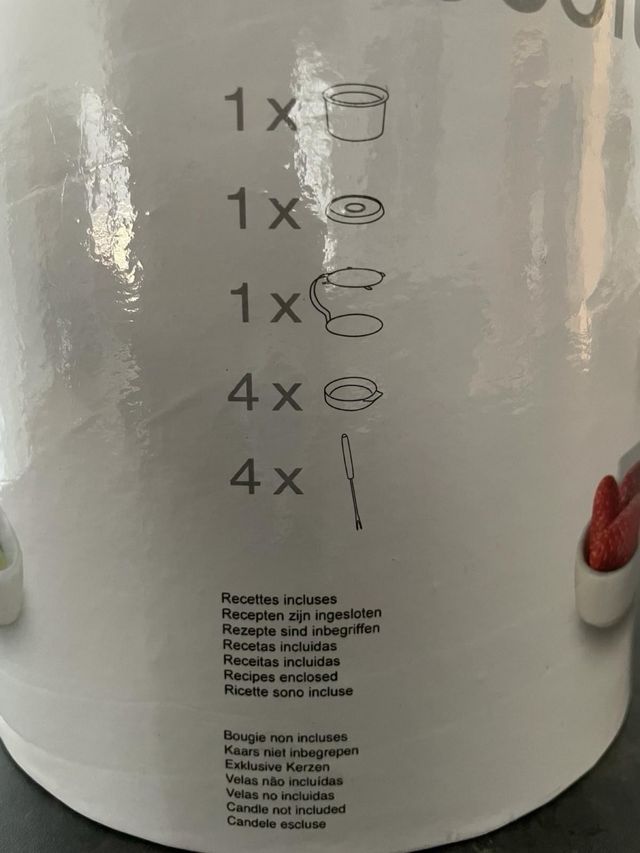 1 x
1 x
1 x
4 x
4 x
Recettes incluses
Recepten zijn ingesloten
Rezepte sind inbegriffen
Recetas incluidas
Receitas incluidas
Recipes enclosed
Ricette sono incluse
Bougie non incluses
Kaars niet inbegrepen
Exklusive Kerzen
Velas não incluídas
Velas no incluidas
Candle not included
Candele escluse